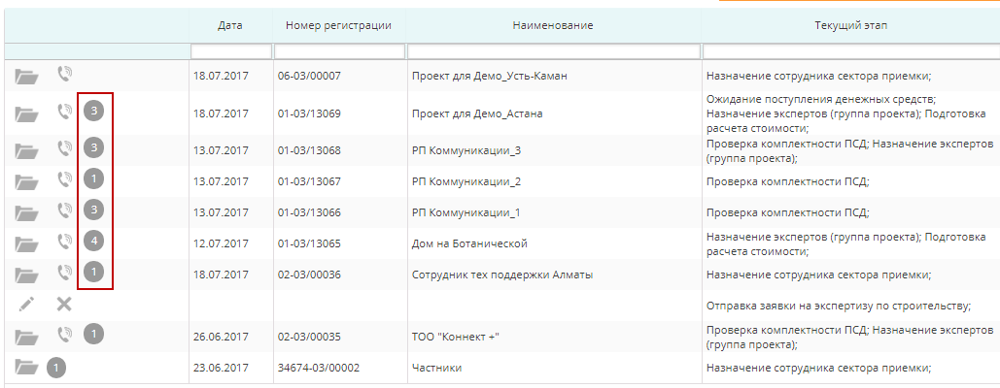 Дата Номер регистрации Наименование Текущий этап
18.07.2017 06-03/00007 Проект для Демо_Усть-Каман Назначение сотрудника сектора приемки;
3 18.07.2017 01-03/13069 Проект для Демо_Астана Ожидание поступления денежных средств;
Назначение экспертов (группа проекта); Подготовка
расчета стоимости;
3 13.07.2017 01-03/13068 РП Коммуникации_3 Проверка комплектности ПСД; Назначение экспертов
(группа проекта);
1 13.07.2017 01-03/13067 РП Коммуникации_2 Проверка комплектности ПСД;
3 13.07.2017 01-03/13066 РП Коммуникации_1 Проверка комплектности ПСД;
4 12.07.2017 01-03/13065 Дом на Ботанической Назначение экспертов (группа проекта); Подготовка
расчета стоимости;
1 18.07.2017 02-03/00036 Сотрудник тех поддержки Алматы Назначение сотрудника сектора приемки;
Отправка заявки на экспертизу по строительству;
1 26.06.2017 02-03/00035 ТОО "Коннект +" Проверка комплектности ПСД; Назначение экспертов
(группа проекта);
1 23.06.2017 34674-03/00002 Частники Назначение сотрудника сектора приемки;